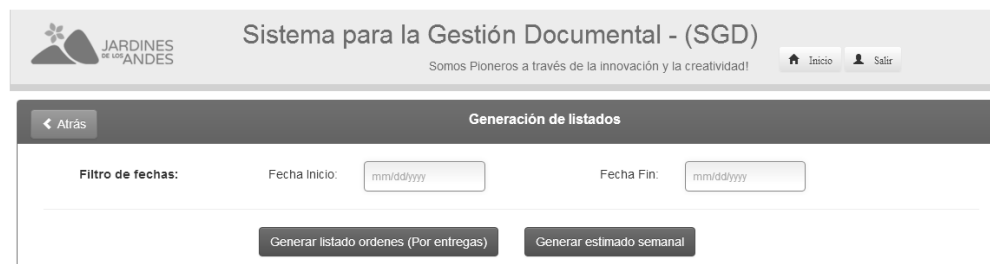 JARDINES
DE LOS ANDES
Sistema para la Gestión Documental - (SGD)
Somos Pioneros a través de la innovación y la creatividad!
Inicio Salir
Atrás Generación de listados
Filtro de fechas: Fecha Inicio: mm/dd/yyyy Fecha Fin: mm/dd/yyyy
Generar listado ordenes (Por entregas) Generar estimado semanal